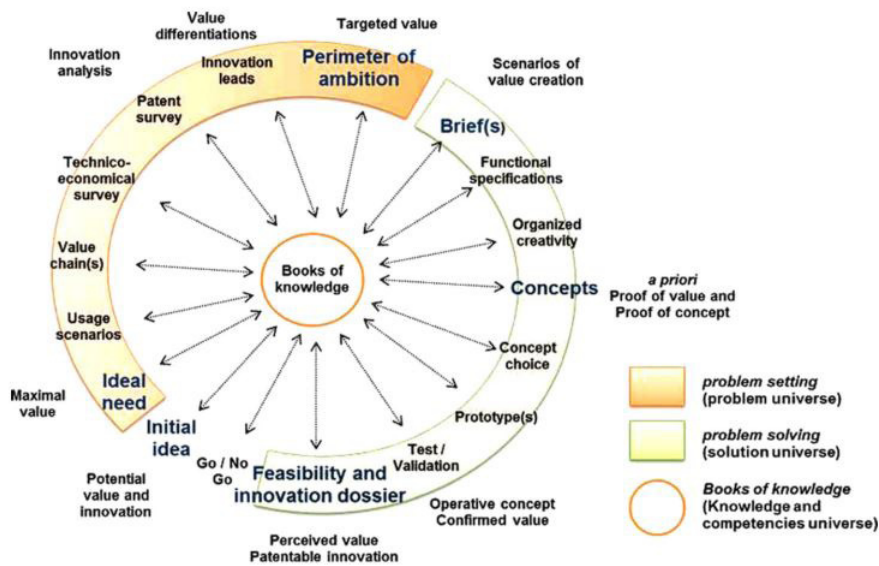 Value
differentiations
Targeted value
Innovation
analysis
Innovation
leads
Perimeter of
ambition
Scenarios of
value creation
Patent
survey
Brief(s)
Technico-
economical
survey
Functional
specifications
Organized
creativity
Value
chain(s)
Books of
knowledge
Concepts
a priori
Proof of value and
Proof of concept
Usage
scenarios
Concept
choice
Ideal
need
Maximal
value
Initial
idea
Prototype(s)
Test /
Validation
Go / No
Go
Feasibility and
innovation dossier
Potential
value and
innovation
Operative concept
Confirmed value
Perceived value
Patentable innovation
problem setting
(problem universe)
problem solving
(solution universe)
Books of knowledge
(Knowledge and
competencies universe)